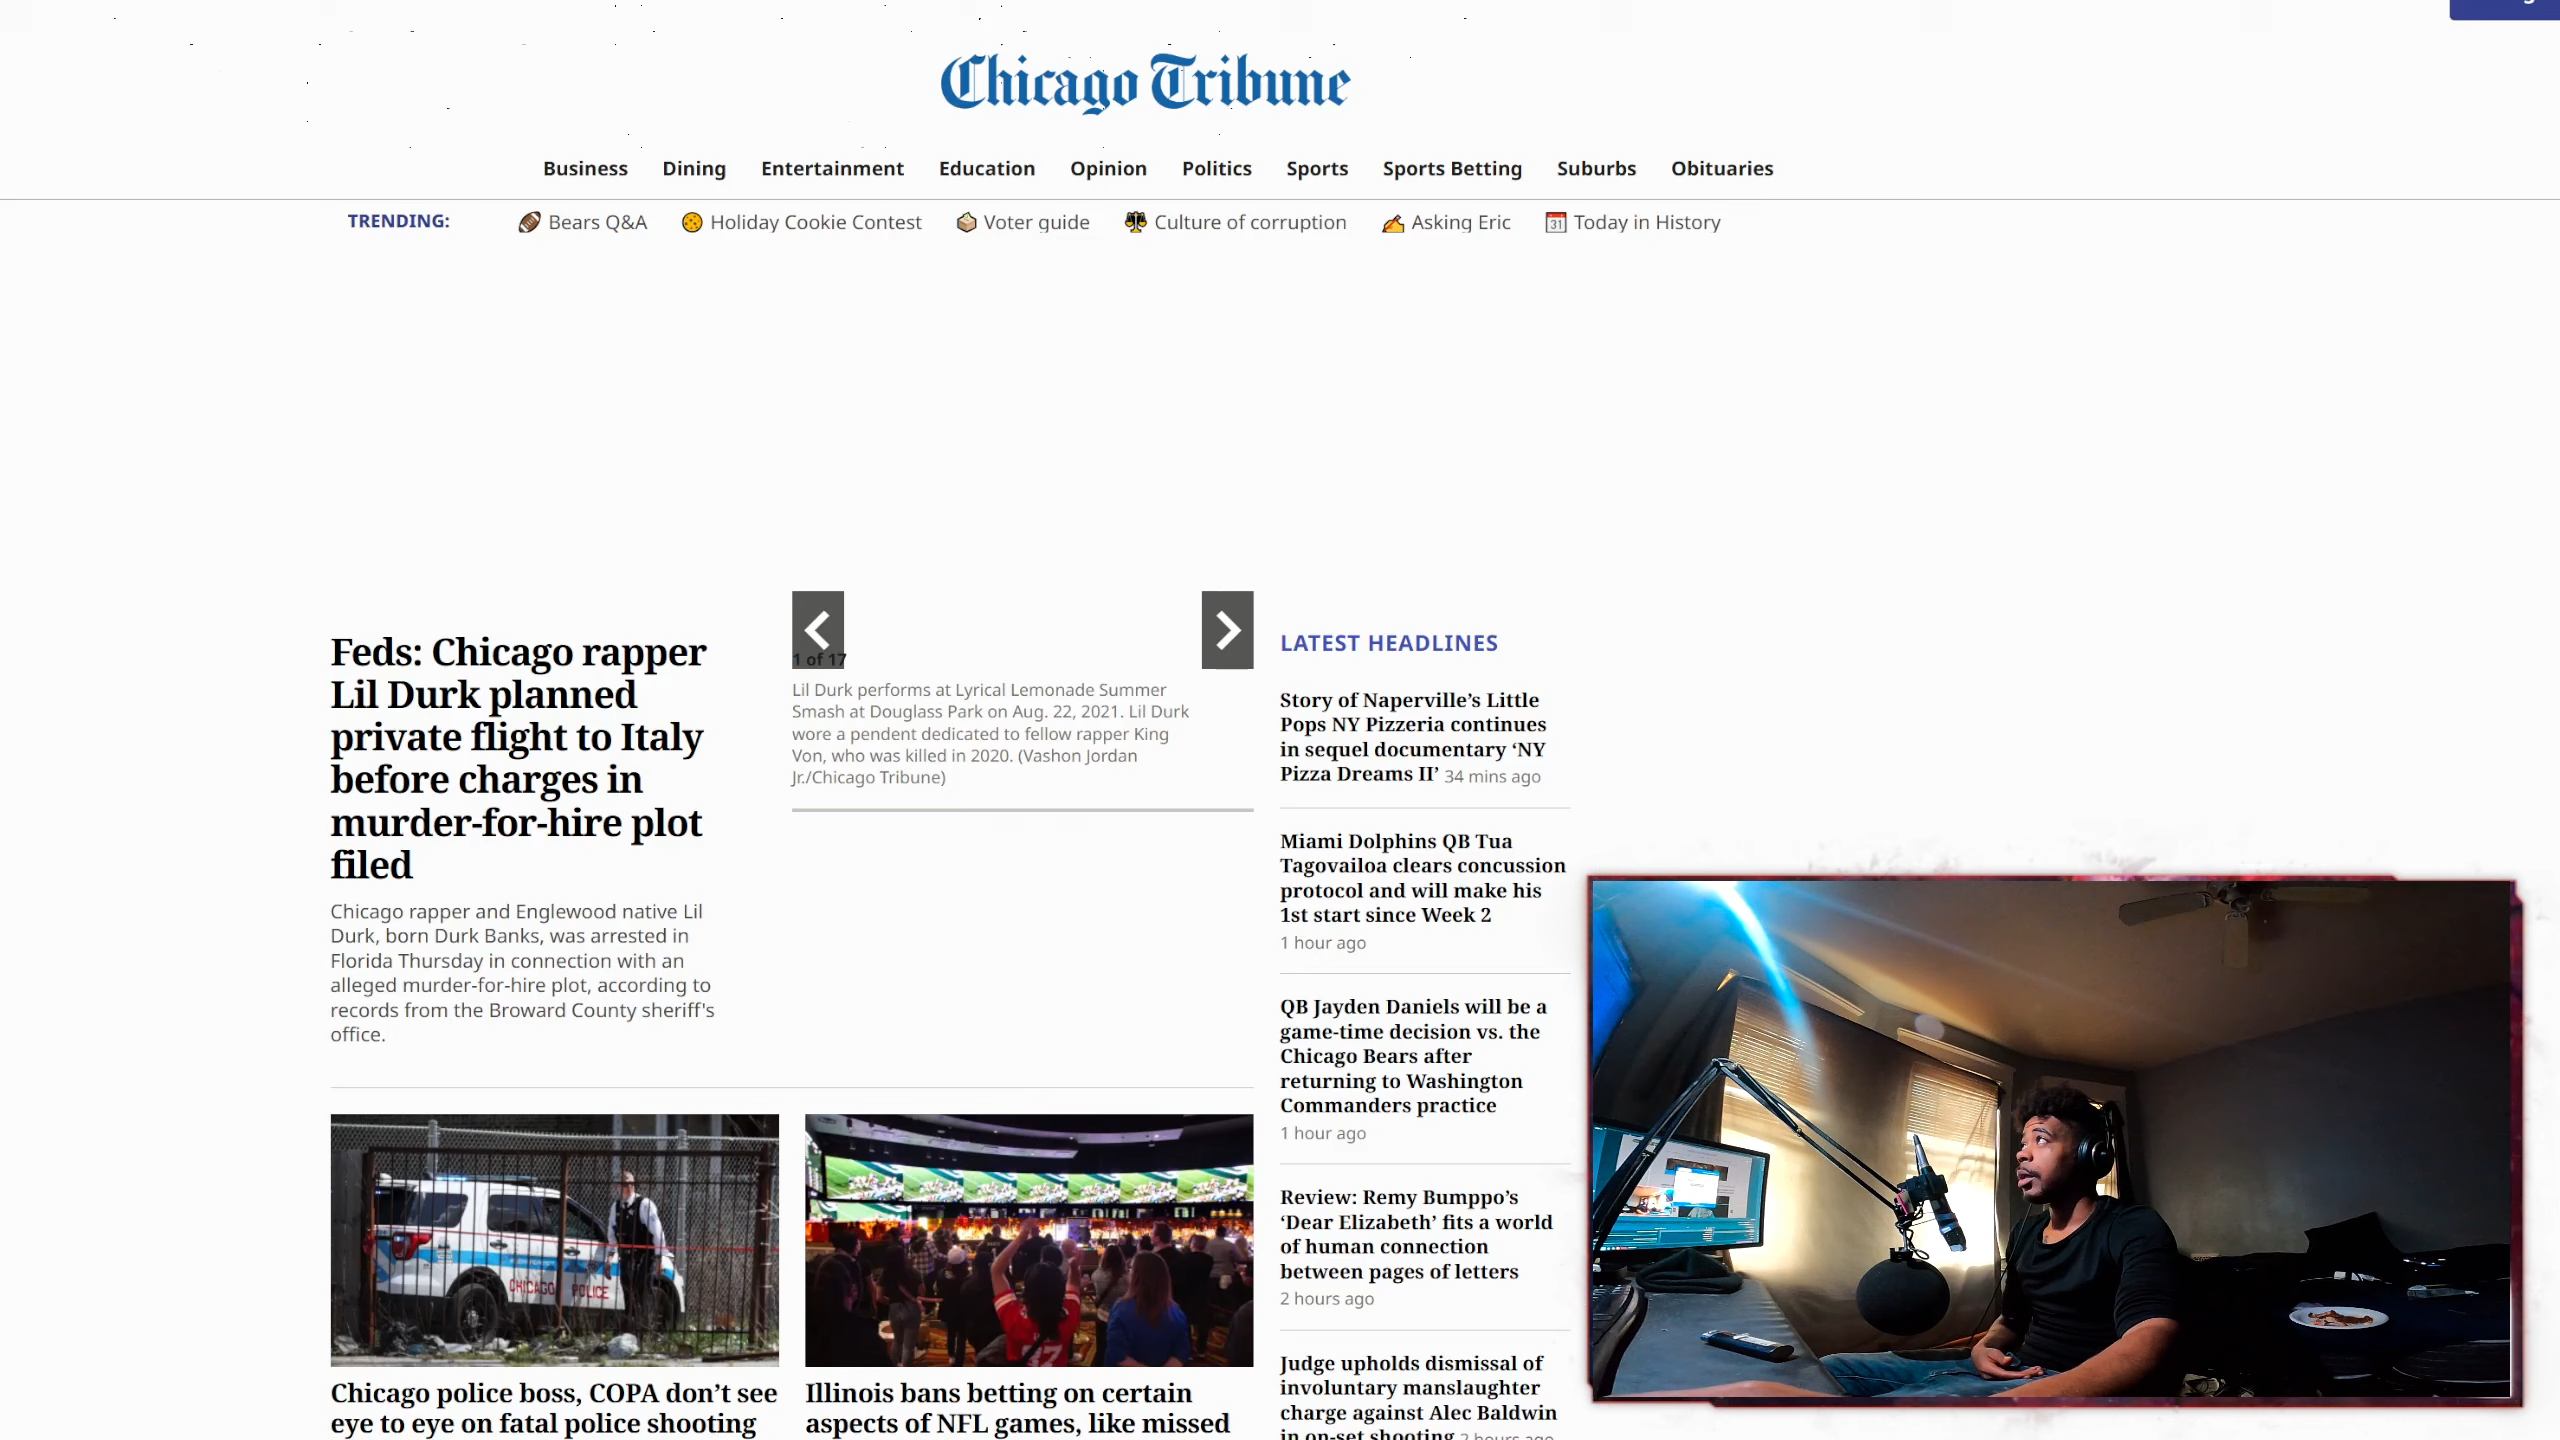 Chicago Tribune
Business Dining Entertainment Education Opinion Politics Sports Sports Betting Suburbs Obituaries
TRENDING: Bears Q&A Holiday Cookie Contest Voter guide Culture of corruption Asking Eric Today in History
Feds: Chicago rapper
Lil Durk planned
private flight to Italy
before charges in
murder-for-hire plot
filed
Chicago rapper and Englewood native Lil
Durk, born Durk Banks, was arrested in
Florida Thursday in connection with an
alleged murder-for-hire plot, according to
records from the Broward County sheriff's
office.
1 of 17
Lil Durk performs at Lyrical Lemonade Summer
Smash at Douglass Park on Aug. 22, 2021. Lil Durk
wore a pendent dedicated to fellow rapper King
Von, who was killed in 2020. (Vashon Jordan
Jr./Chicago Tribune)
CHICAGO POLICE
Chicago police boss, COPA don’t see
eye to eye on fatal police shooting
Illinois bans betting on certain
aspects of NFL games, like missed
LATEST HEADLINES
Story of Naperville’s Little
Pops NY Pizzeria continues
in sequel documentary ‘NY
Pizza Dreams II’ 34 mins ago
Miami Dolphins QB Tua
Tagovailoa clears concussion
protocol and will make his
1st start since Week 2
1 hour ago
QB Jayden Daniels will be a
game-time decision vs. the
Chicago Bears after
returning to Washington
Commanders practice
1 hour ago
Review: Remy Bumppo’s
‘Dear Elizabeth’ fits a world
of human connection
between pages of letters
2 hours ago
Judge upholds dismissal of
involuntary manslaughter
charge against Alec Baldwin
in on-set shooting 2 hours ago